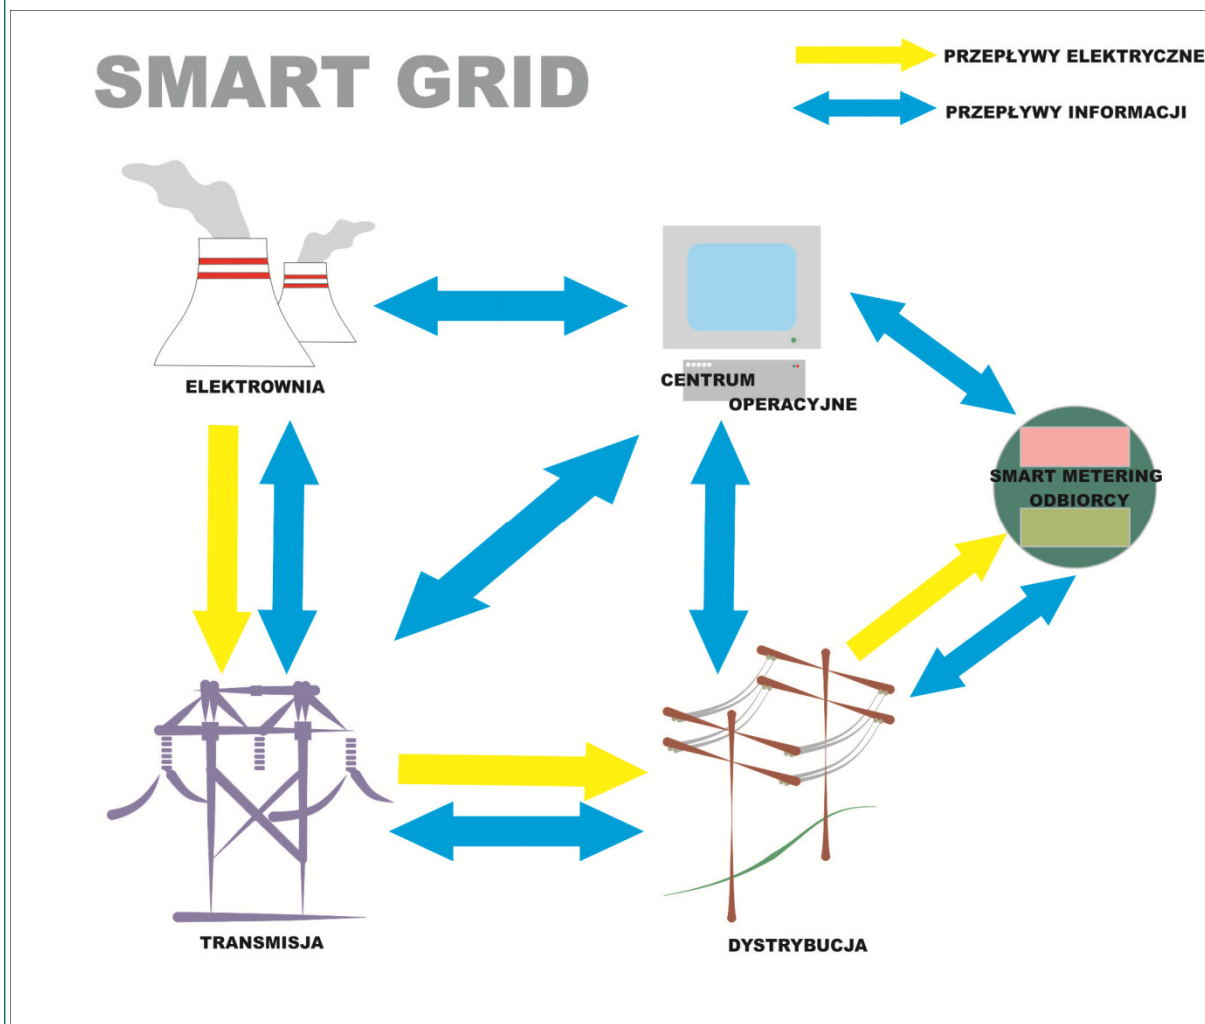 SMART GRID
PRZEPŁYWY ELEKTRYCZNE
PRZEPŁYWY INFORMACJI
ELEKTROWNIA
CENTRUM
OPERACYJNE
SMART METERING
ODBIORCY
TRANSMISJA
DYSTRYBUCJA